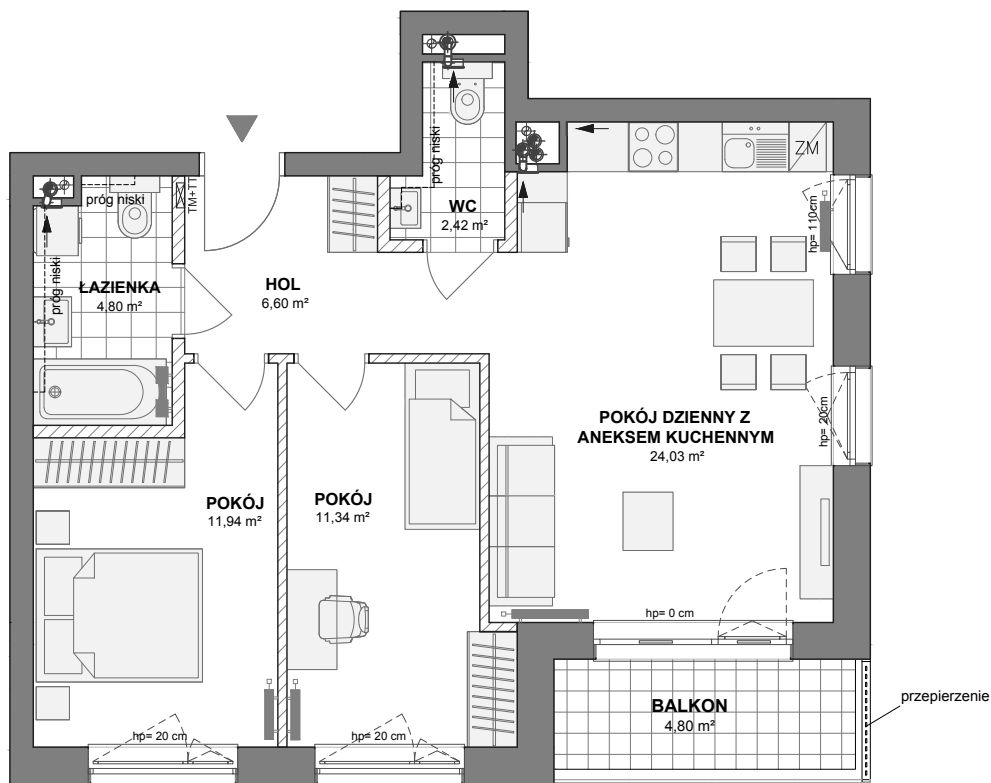 próg niski
TM+TT
próg niski
WC
2,42 m²
ZM
hp= 110cm
próg niski
ŁAZIENKA
4.80 m²
HOL
6,60 m²
POKÓJ DZIENNY Z
ANEKSEM KUCHENNYM
24,03 m²
hp= 20cm
POKÓJ
11,94 m²
POKÓJ
11,34 m²
hp= 0 cm
BALKON
4,80 m²
przepierzenie
hp= 20 cm
hp= 20 cm